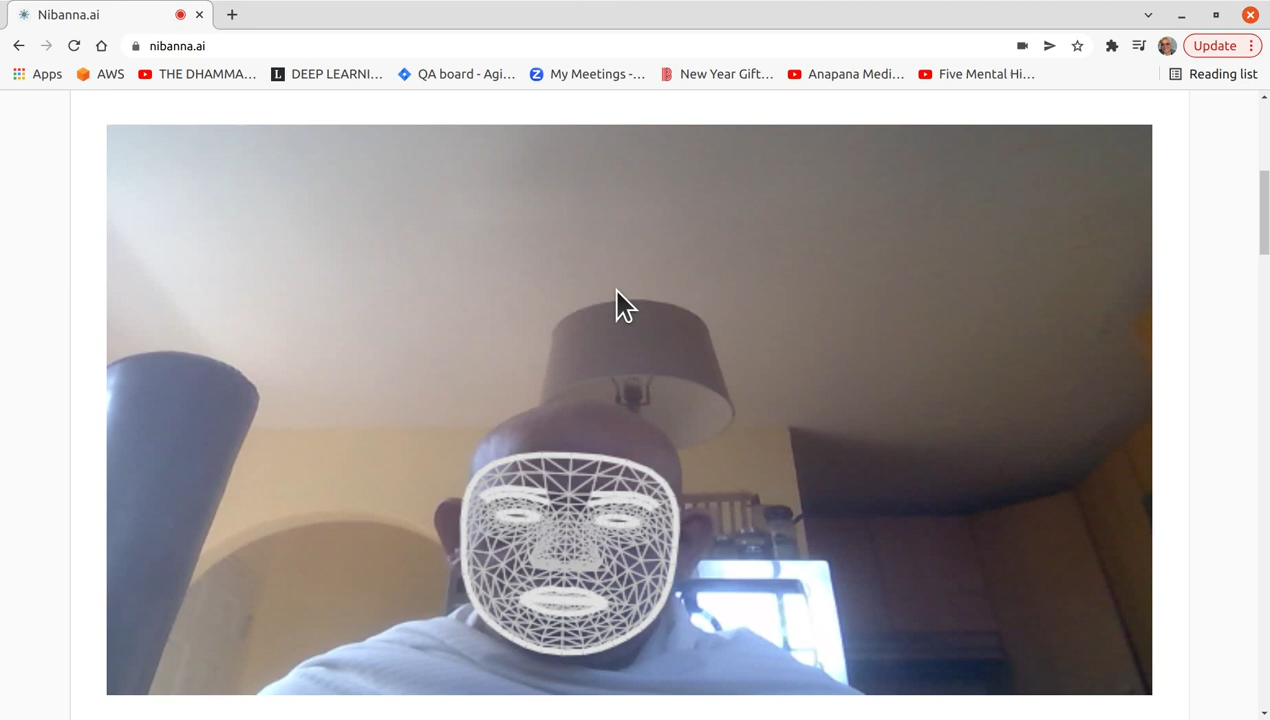 Nibanna.ai
nibanna.ai
Update
Apps AWS THE DHAMMA... L DEEP LEARNI... QA board - Agi... Z My Meetings -... B New Year Gift... Anapana Medi... Five Mental Hi... Reading list